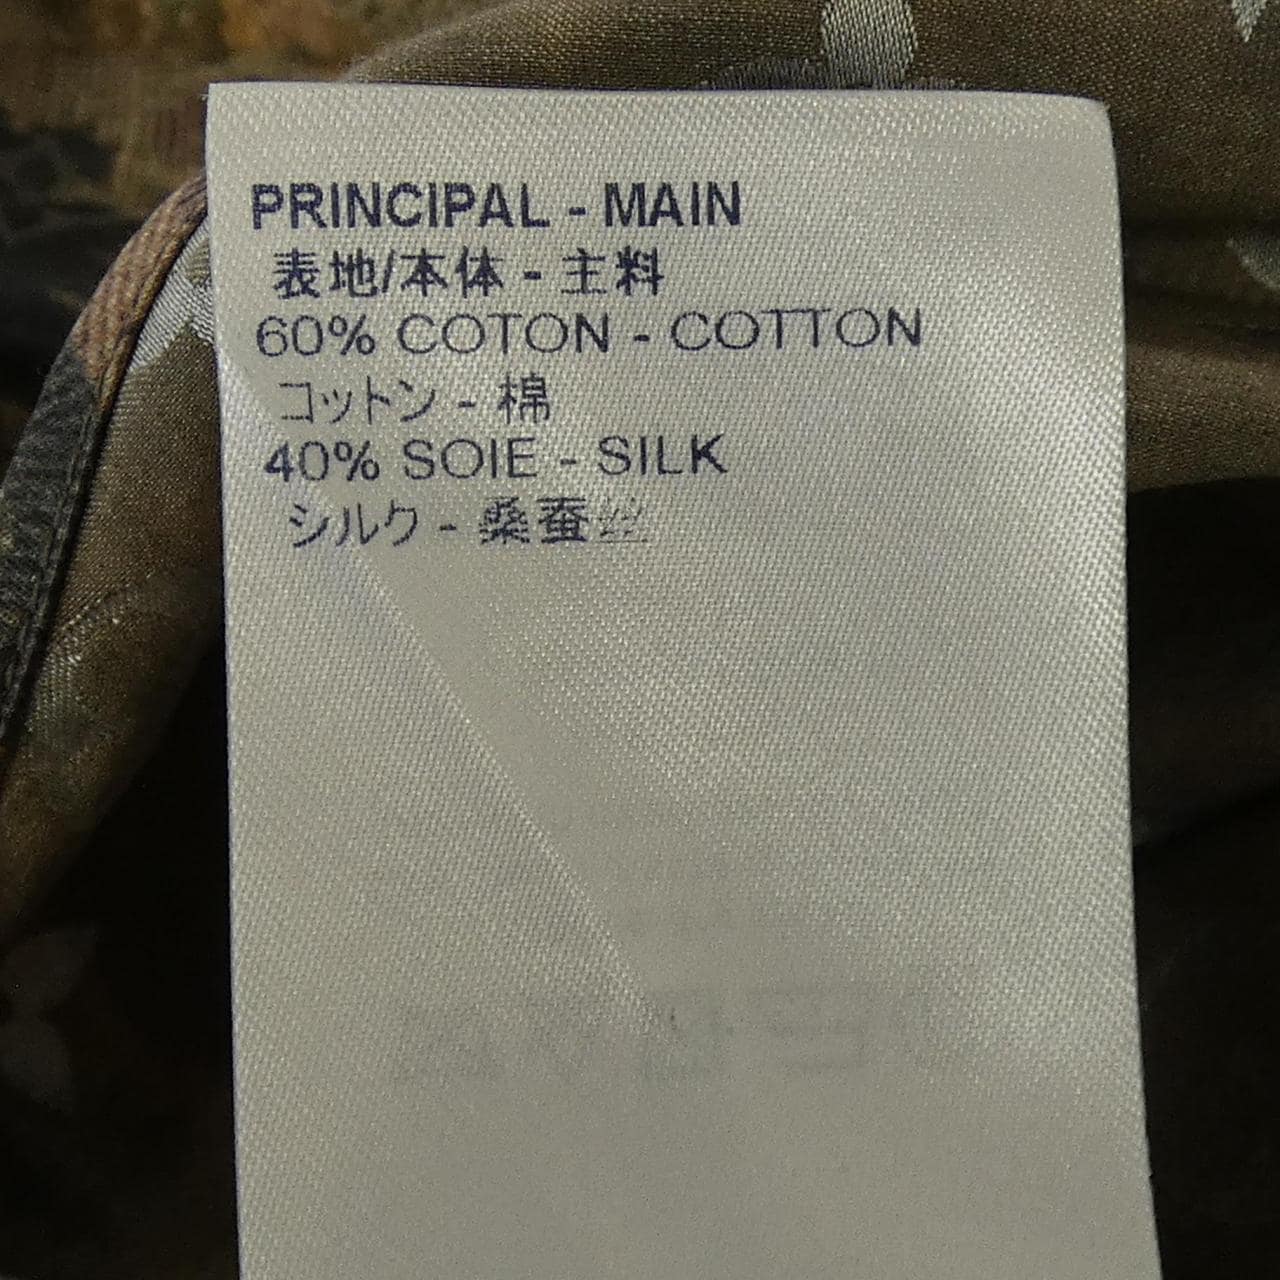 PRINCIPAL - MAIN
表地/本体 - 主料
60% COTON - COTTON
コットン - 棉
40% SOIE - SILK
シルク - 桑蚕丝